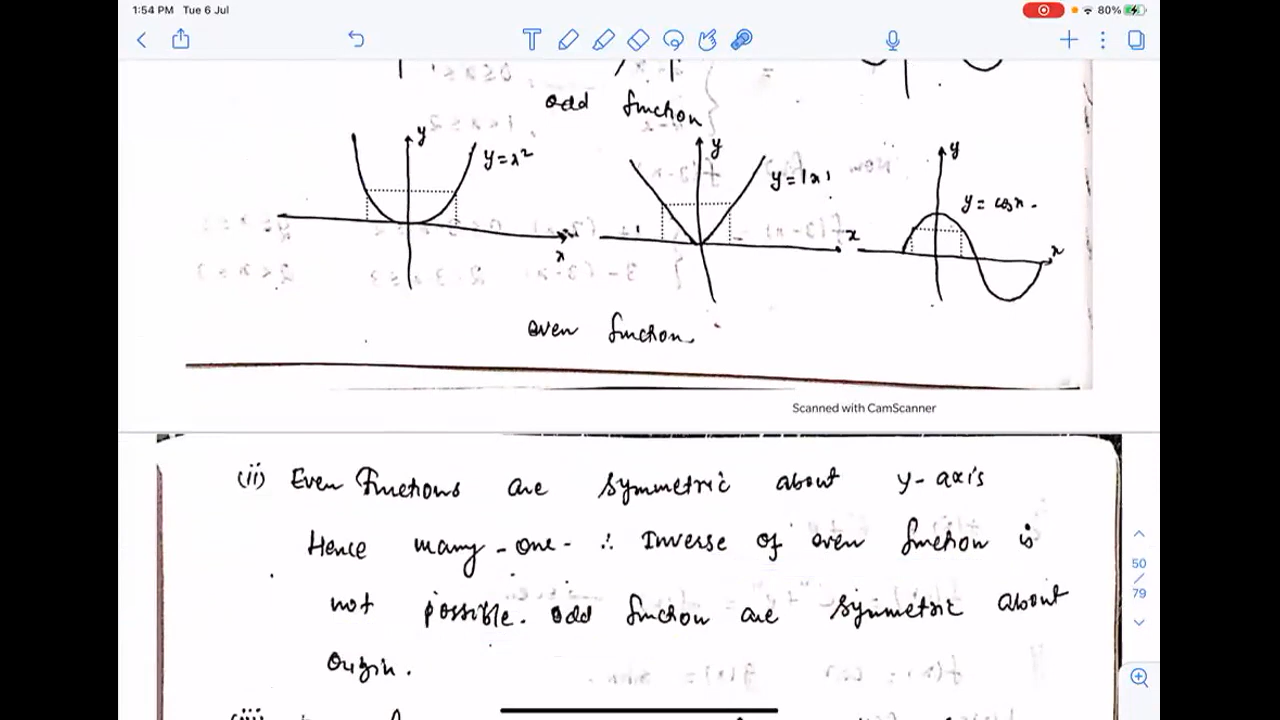 1:54 PM Tue 6 Jul
80%
odd function
y
y=x²
x
y
y=|x|
x
y
y = cos x.
x
even function
Scanned with CamScanner
(ii) Even Functions are symmetric about y-axis
Hence many-one- ∴ Inverse of even function is
not possible. odd function are symmetric about
origin.
50
/
79
(iii)